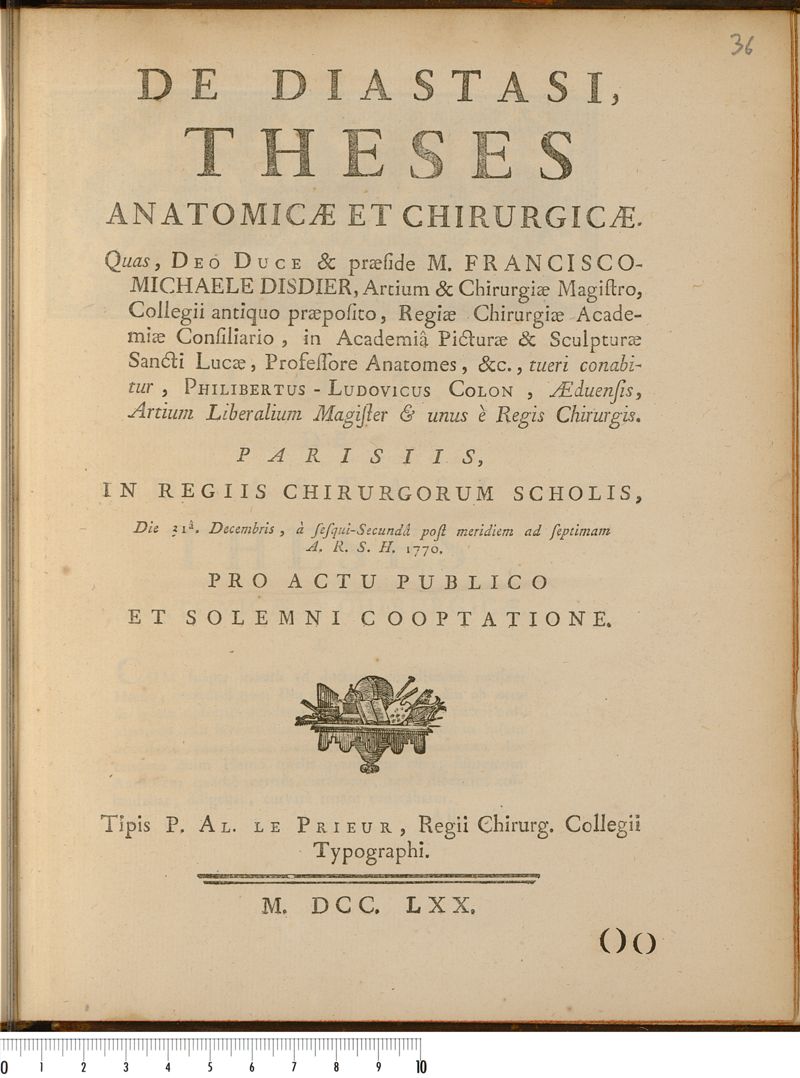 36
DE DIASTASI,
THESES
ANATOMICÆ ET CHIRURGICÆ.
Quas, DEO DUCE & præſide M. FRANCISCO-
MICHAELE DISDIER, Artium & Chirurgiæ Magiſtro,
Collegii antiquo præpoſito, Regiæ Chirurgiæ Acade-
miæ Conſiliario, in Academiâ Picturæ & Sculpturæ
Sancti Lucæ, Profeſſore Anatomes, &c., tueri conabi-
tur, PHILIBERTUS-LUDOVICUS COLON, Æduenſis,
Artium Liberalium Magiſter & unus è Regis Chirurgis.
PARISIIS,
IN REGIIS CHIRURGORUM SCHOLIS,
Die 31â. Decembris, à ſeſqui-Secundâ poſt meridiem ad ſeptimam
A. R. S. H. 1770.
PRO ACTU PUBLICO
ET SOLEMNI COOPTATIONE.
Tipis P. AL. LE PRIEUR, Regii Chirurg. Collegii
Typographi.
M. DCC. LXX.
Oo
0 1 2 3 4 5 6 7 8 9 10